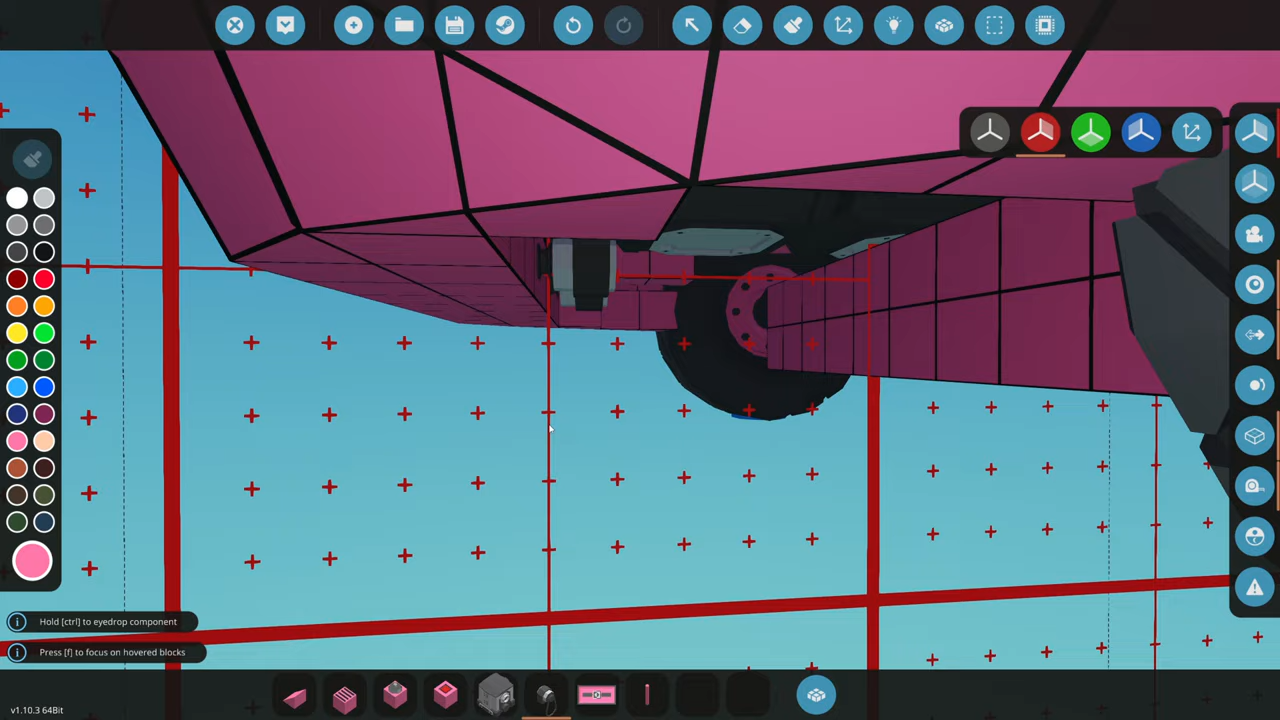 Hold [ctrl] to eyedrop component
Press [f] to focus on hovered blocks
v1.10.3 64Bit